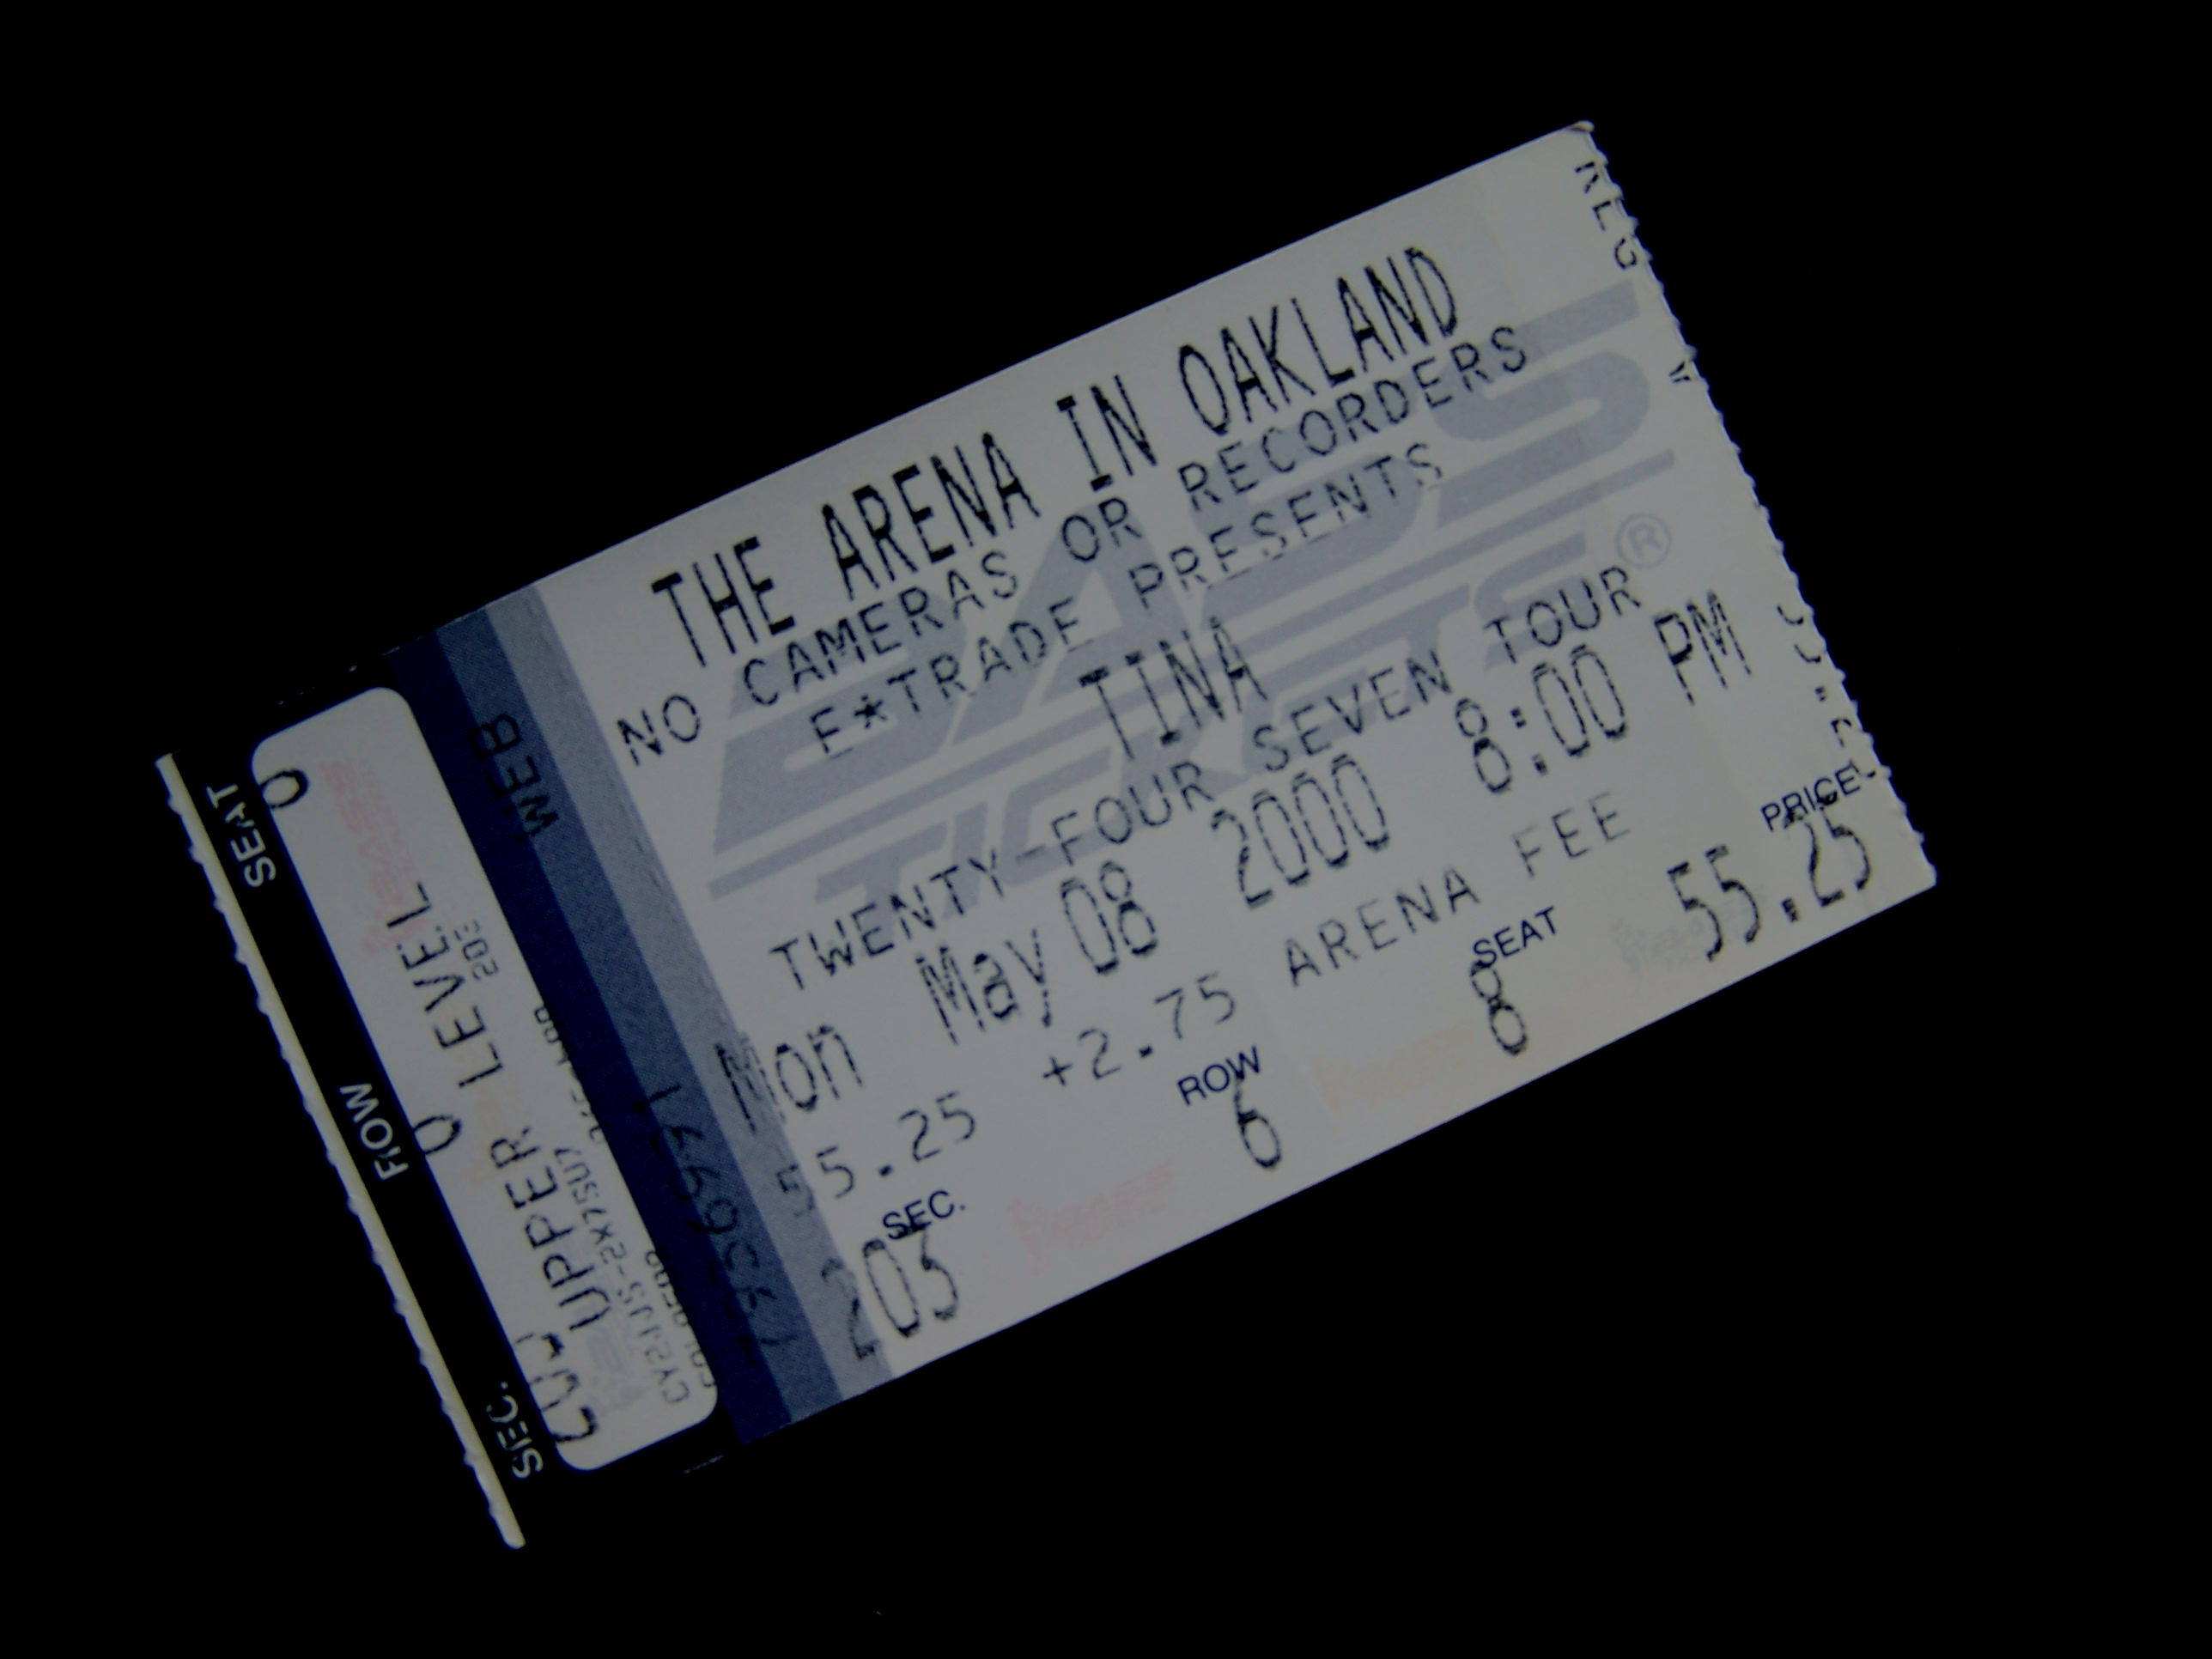 THE ARENA IN OAKLAND
NO CAMERAS OR RECORDERS
E*TRADE PRESENTS
TINA
TWENTY-FOUR SEVEN TOUR
Mon May 08 2000 8:00 PM
55.25 +2.75 ARENA FEE
SEC. ROW SEAT PRICE
203 6 8 55.25
BASS
TICKETS®
WEB
UPPER LEVEL
SEC. ROW SEAT